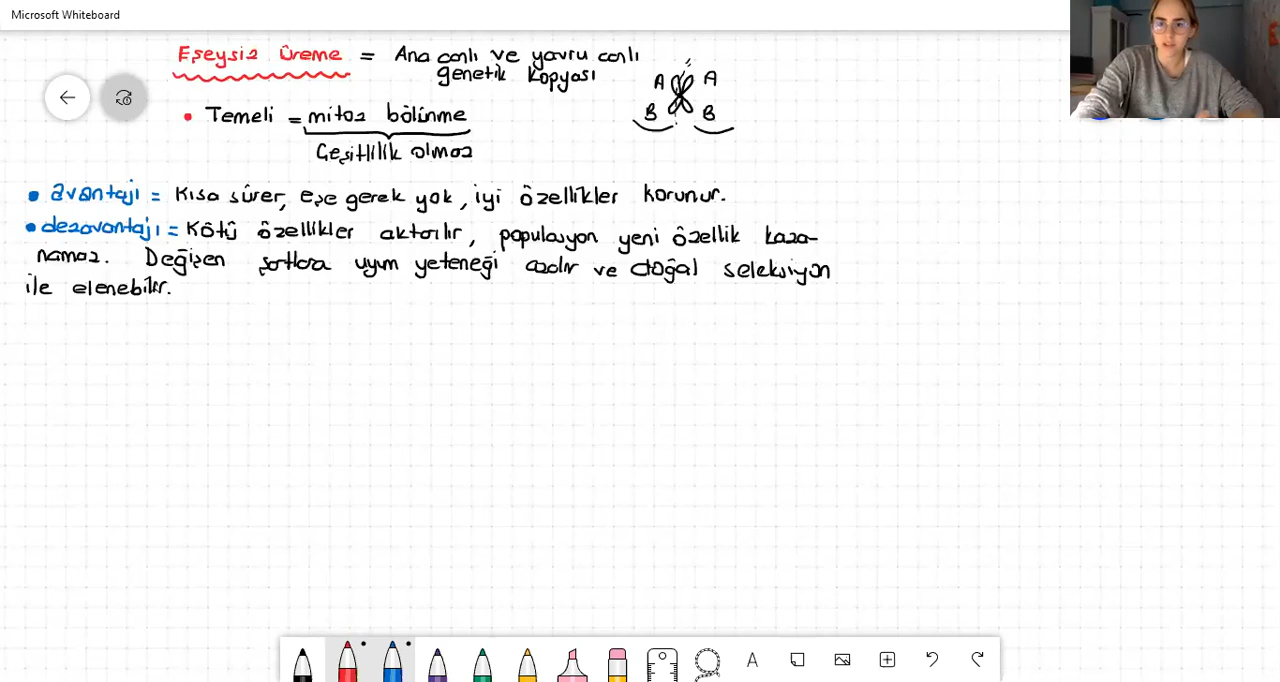 Microsoft Whiteboard
Eşeysiz Üreme = Ana canlı ve yavru canlı
genetik kopyası
A A
B B
• Temeli = mitoz bölünme
Çeşitlilik olmaz
• avantajı = Kısa sürer, eşe gerek yok, iyi özellikler korunur.
• dezavantajı = Kötü özellikler aktarılır, populasyon yeni özellik kaza-
namaz. Değişen şartlara uyum yeteneği azalır ve doğal seleksiyon
ile elenebilir.
A